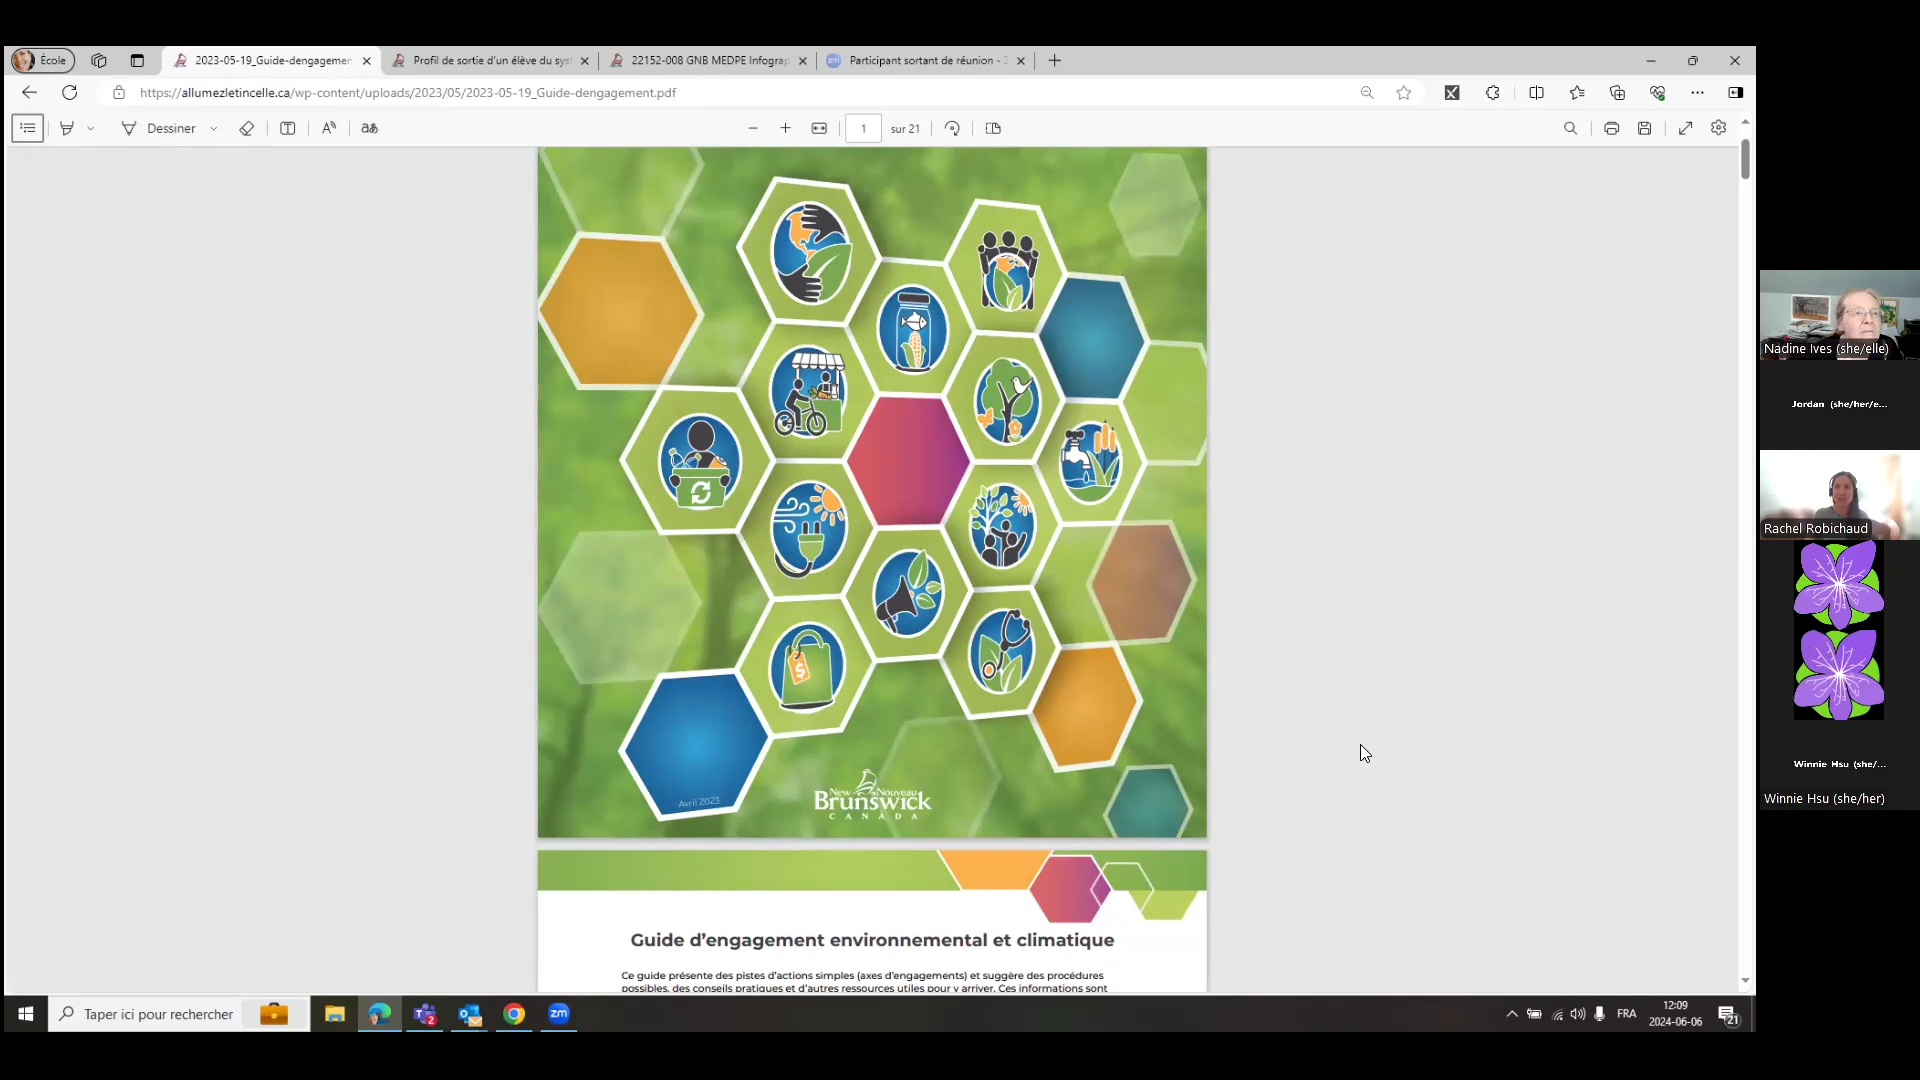 École
2023-05-19_Guide-dengagemen
Profil de sortie d'un élève du sys
22152-008 GNB MEDPE Infograp
Participant sortant de réunion - Z
https://allumezletincelle.ca/wp-content/uploads/2023/05/2023-05-19_Guide-dengagement.pdf
Dessiner
1
sur 21
aあ
$
Avril 2023
New Nouveau
Brunswick
CANADA
Guide d'engagement environnemental et climatique
Ce guide présente des pistes d'actions simples (axes d'engagements) et suggère des procédures
possibles, des conseils pratiques et d'autres ressources utiles pour y arriver. Ces informations sont
Nadine Ives (she/elle)
Jordan (she/her/e...
Rachel Robichaud
Winnie Hsu (she/...
Winnie Hsu (she/her)
Taper ici pour rechercher
2
zm
FRA
12:09
2024-06-06
21